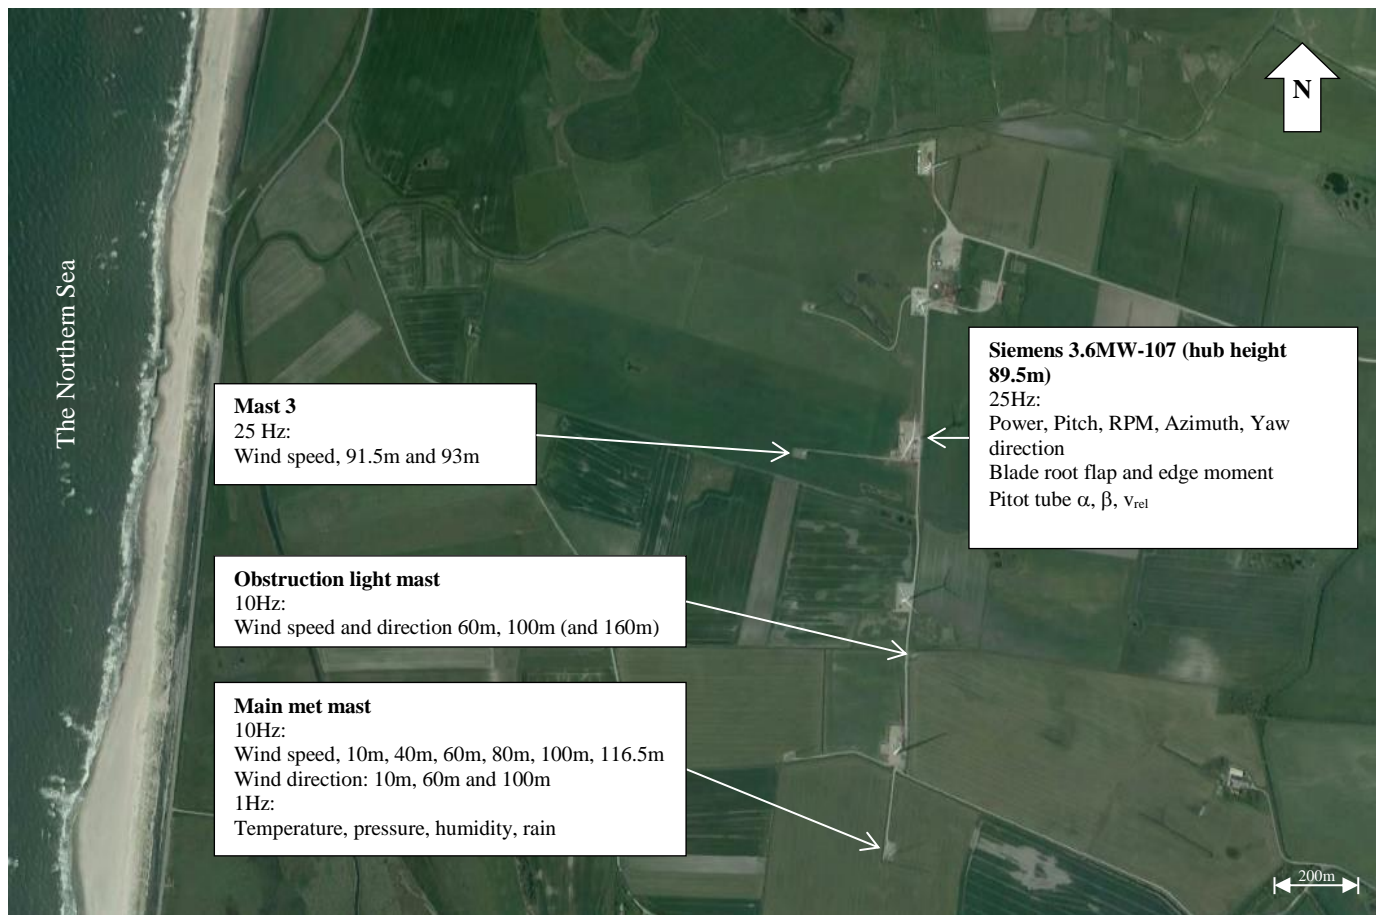 N
The Northern Sea
Siemens 3.6MW-107 (hub height
89.5m)
25Hz:
Power, Pitch, RPM, Azimuth, Yaw
direction
Blade root flap and edge moment
Pitot tube α, β, vrel
Mast 3
25 Hz:
Wind speed, 91.5m and 93m
Obstruction light mast
10Hz:
Wind speed and direction 60m, 100m (and 160m)
Main met mast
10Hz:
Wind speed, 10m, 40m, 60m, 80m, 100m, 116.5m
Wind direction: 10m, 60m and 100m
1Hz:
Temperature, pressure, humidity, rain
200m